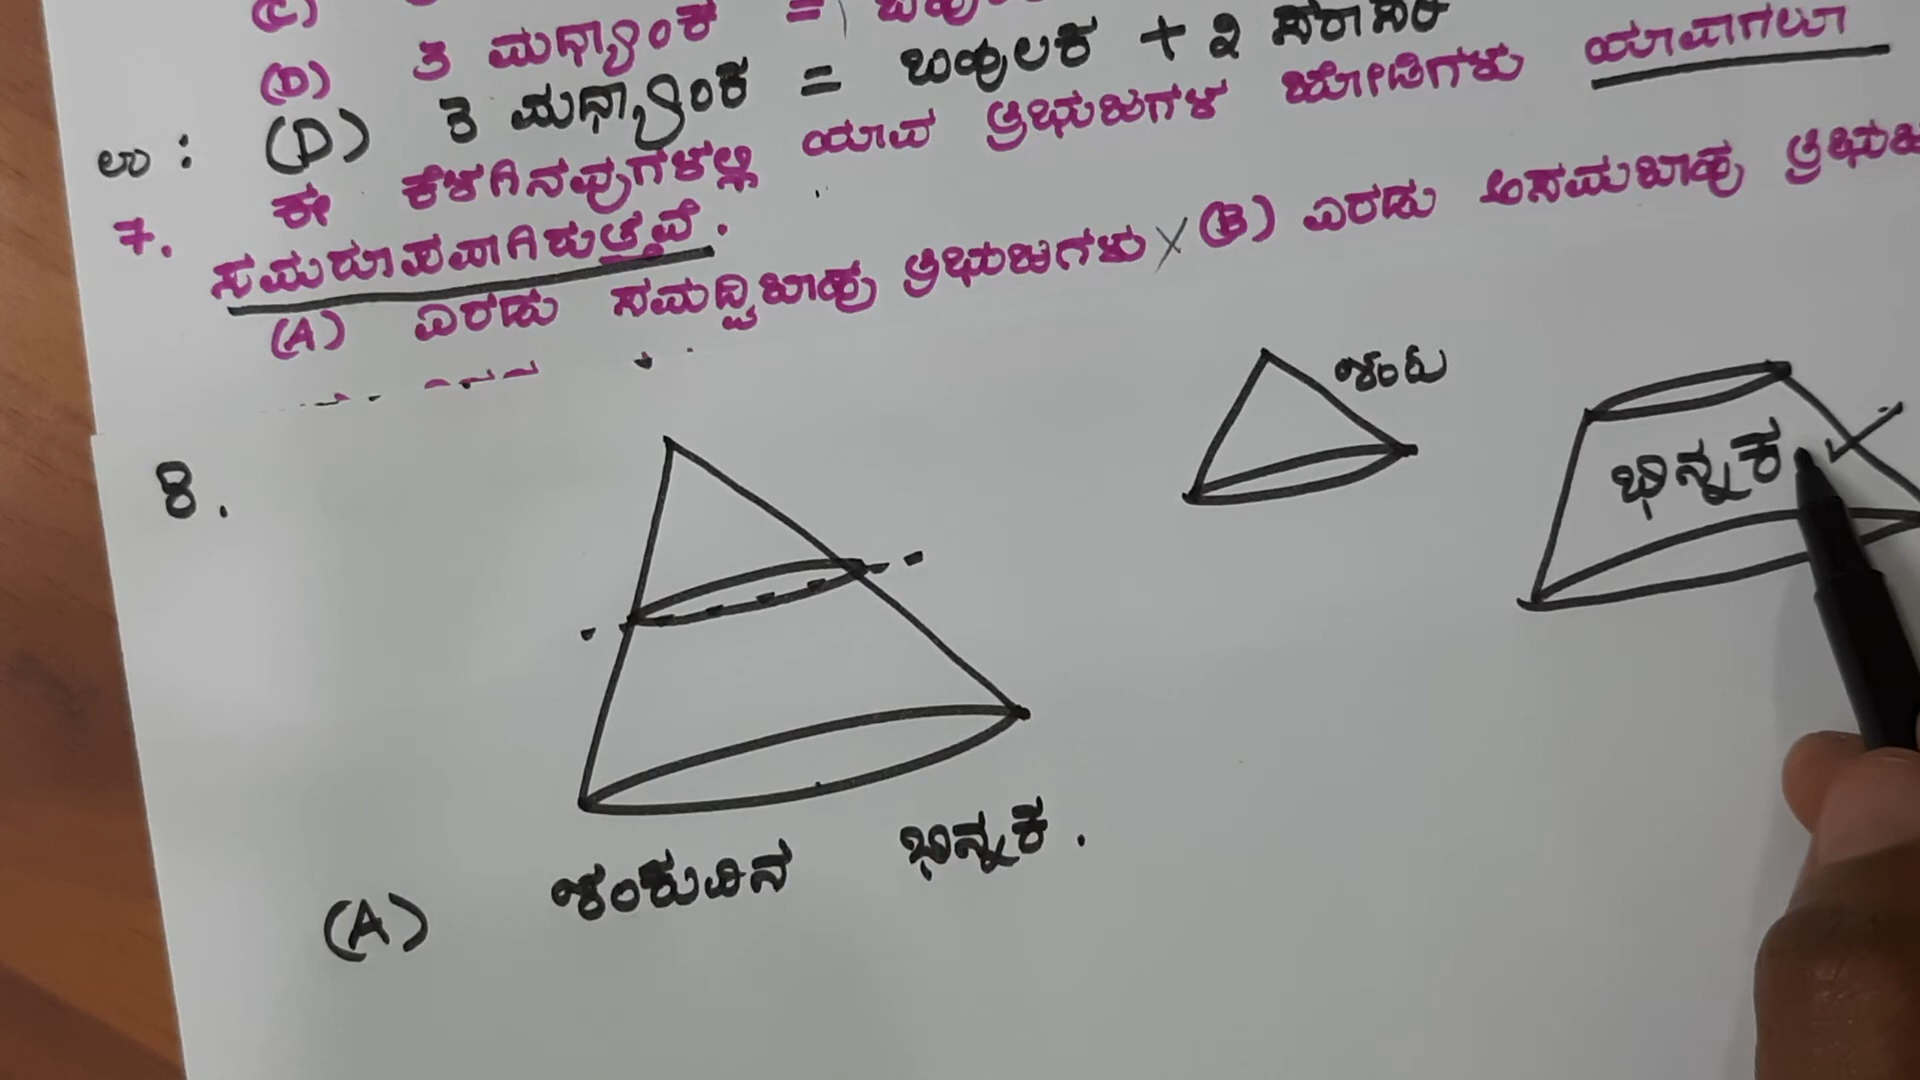 (C)
(D) 3 ಮಧ್ಯಾಂಕ =
ಉ : (D) 3 ಮಧ್ಯಾಂಕ = ಬಹುಲಕ + 2 ಸರಾಸರಿ
7. ಈ ಕೆಳಗಿನವುಗಳಲ್ಲಿ ಯಾವ ತ್ರಿಭುಜಗಳ ಜೋಡಿಗಳು ಯಾವಾಗಲೂ
ಸಮರೂಪವಾಗಿರುತ್ತವೆ.
(A) ಎರಡು ಸಮದ್ವಿಬಾಹು ತ್ರಿಭುಜಗಳು (B) ಎರಡು ಅಸಮಬಾಹು
8.
ಶಂಕು
ಭಿನ್ನಕ
(A) ಶಂಕುವಿನ ಭಿನ್ನಕ .